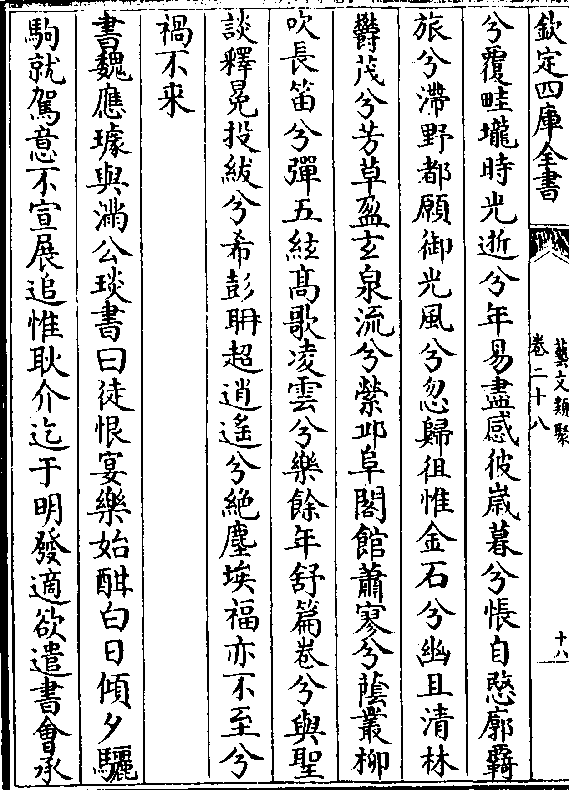 欽定四庫全書
藝文類聚
卷二十八
十八
兮覆畦壠時光逝兮年易盡感彼嵗暮兮悵自愍廓羇
旅兮滯野都願御北風兮忽歸徂惟金石兮幽且清林
欝茂兮芳草盈玄泉流兮縈丘阜閣館蕭寥兮蔭叢柳
吹長笛兮彈五絃髙歌凌雲兮樂餘年舒篇卷兮與聖
談釋冕投紱兮希彭聃超逍遙兮絶塵埃福亦不至兮
禍不来
書魏應璩與滿公琰書曰徒恨宴樂始酣白日傾夕驪
駒就駕意不宣展追惟耿介迄于明發適欲遣書會承